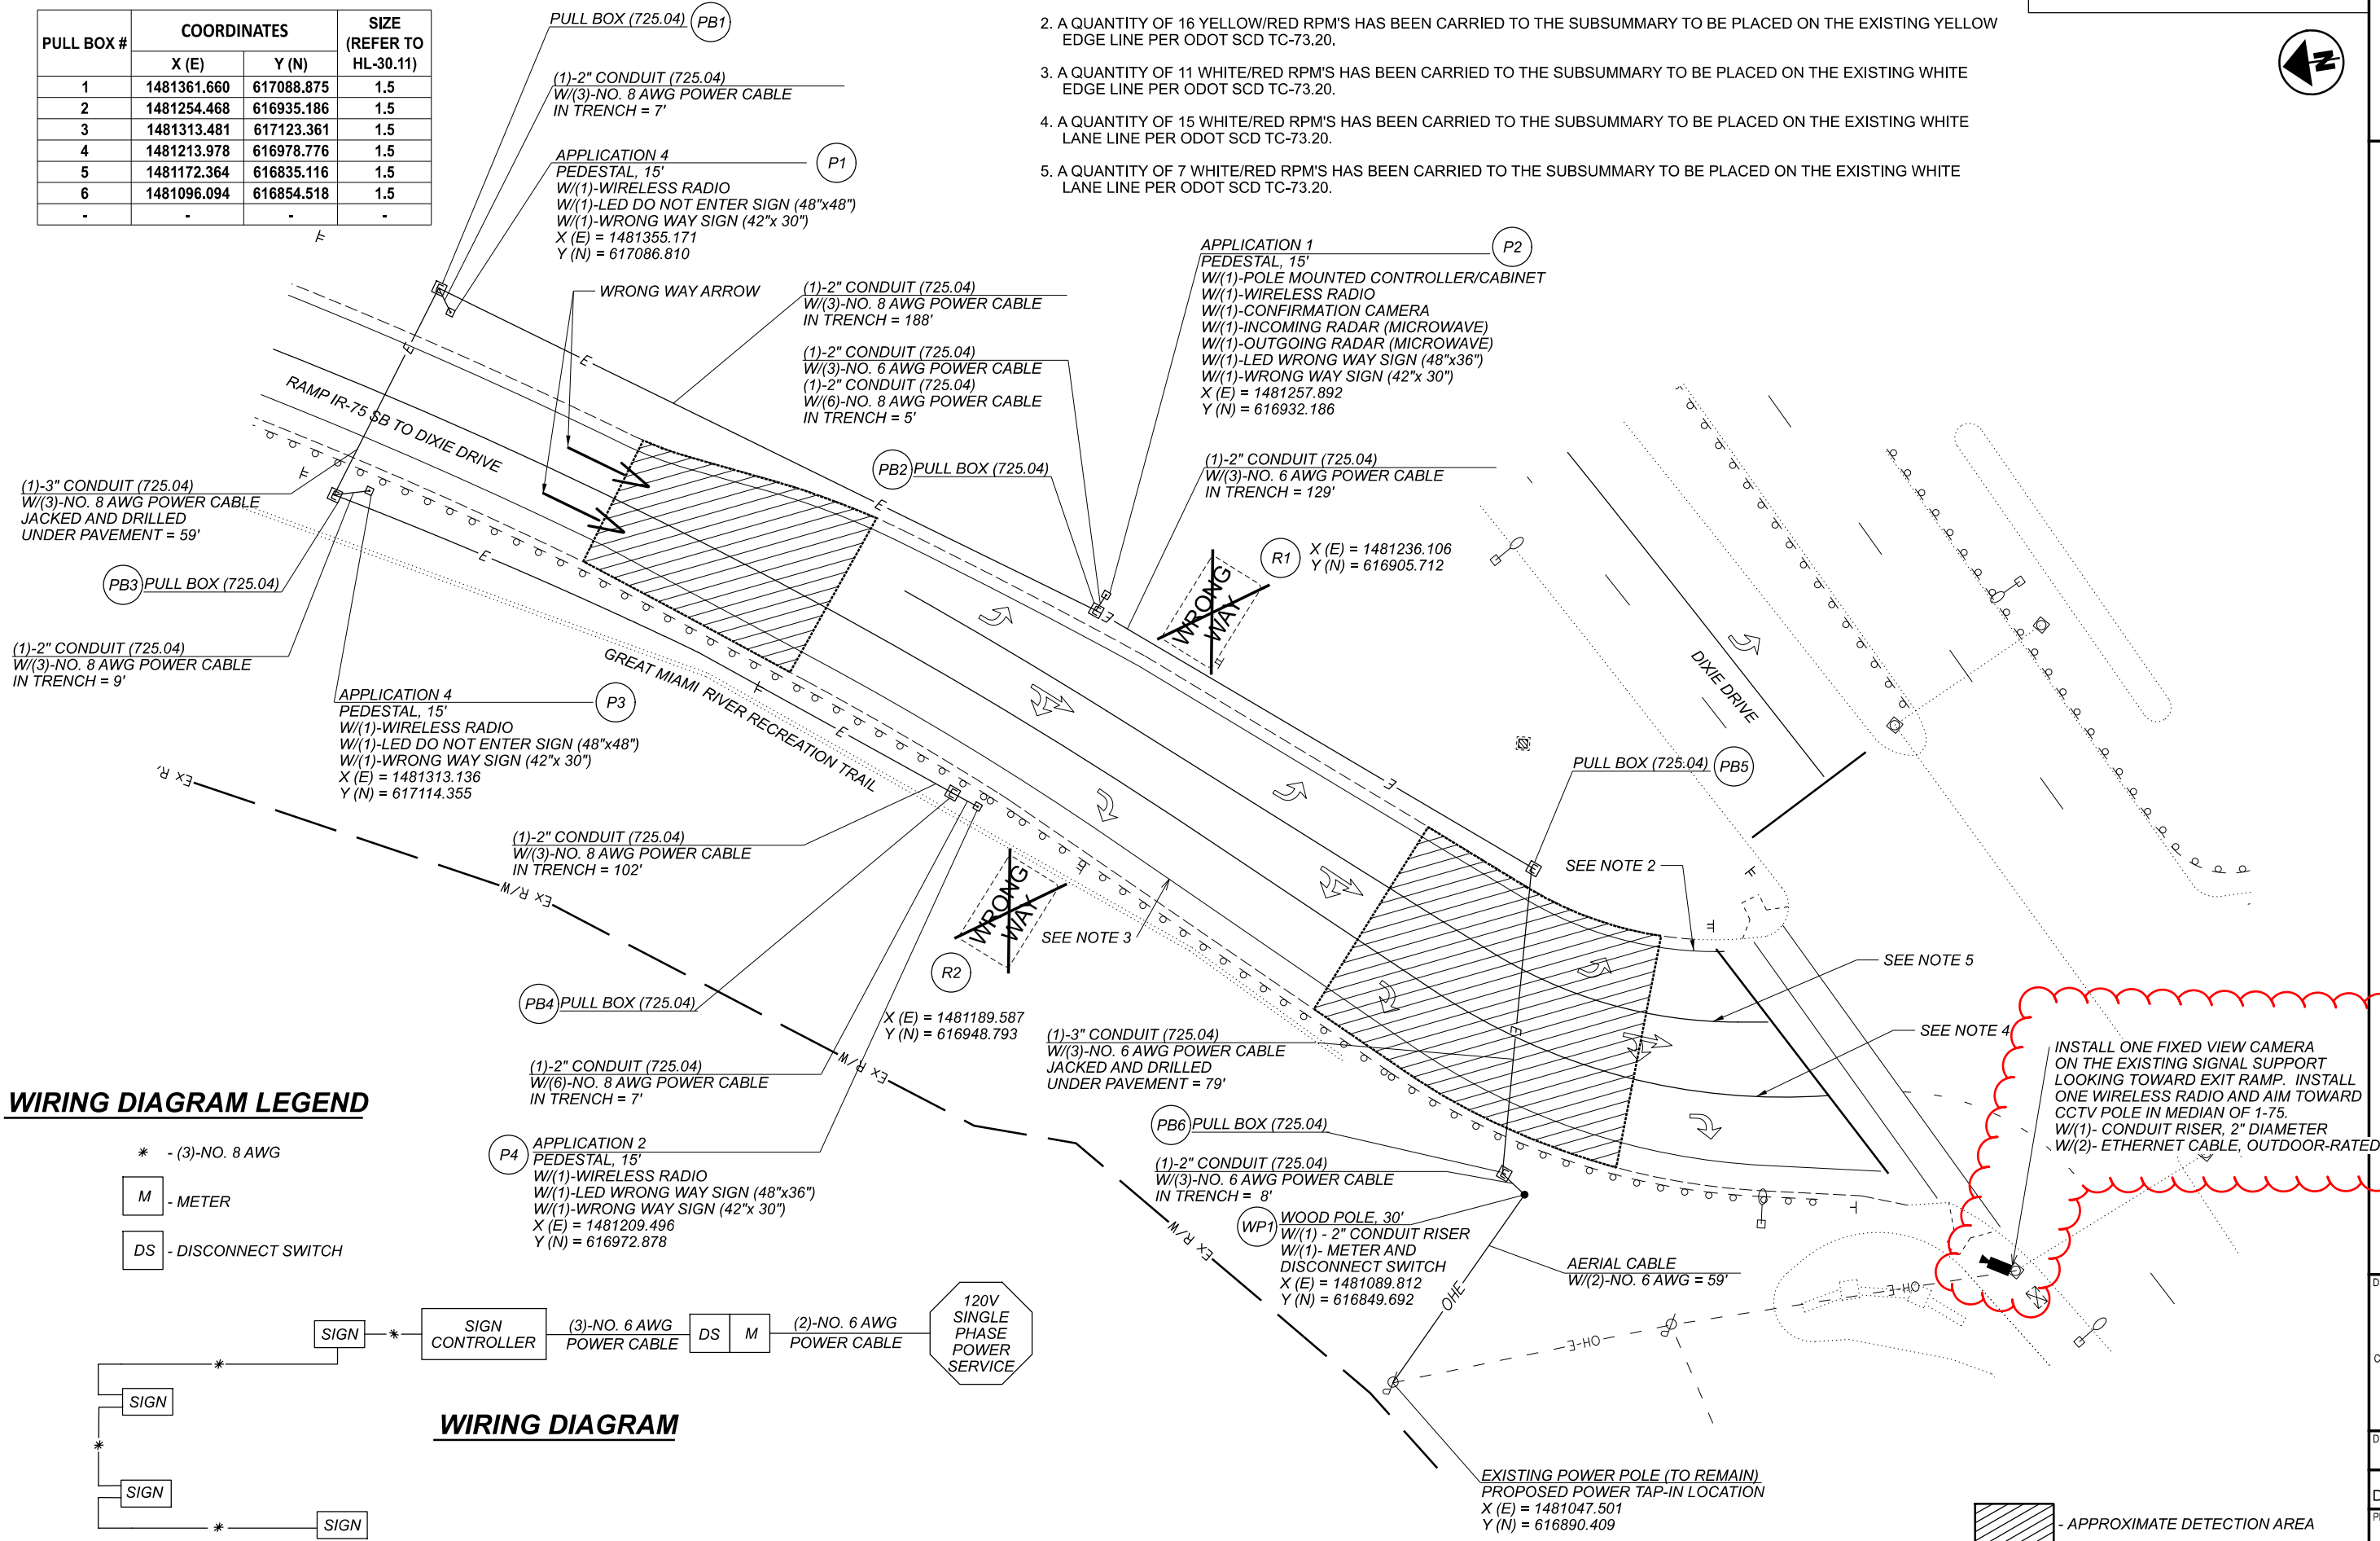 PULL BOX # COORDINATES SIZE (REFER TO HL-30.11)
X (E) Y (N)
1 1481361.660 617088.875 1.5
2 1481254.468 616935.186 1.5
3 1481313.481 617123.361 1.5
4 1481213.978 616978.776 1.5
5 1481172.364 616835.116 1.5
6 1481096.094 616854.518 1.5
- - - -
2. A QUANTITY OF 16 YELLOW/RED RPM'S HAS BEEN CARRIED TO THE SUBSUMMARY TO BE PLACED ON THE EXISTING YELLOW
EDGE LINE PER ODOT SCD TC-73.20.
3. A QUANTITY OF 11 WHITE/RED RPM'S HAS BEEN CARRIED TO THE SUBSUMMARY TO BE PLACED ON THE EXISTING WHITE
EDGE LINE PER ODOT SCD TC-73.20.
4. A QUANTITY OF 15 WHITE/RED RPM'S HAS BEEN CARRIED TO THE SUBSUMMARY TO BE PLACED ON THE EXISTING WHITE
LANE LINE PER ODOT SCD TC-73.20.
5. A QUANTITY OF 7 WHITE/RED RPM'S HAS BEEN CARRIED TO THE SUBSUMMARY TO BE PLACED ON THE EXISTING WHITE
LANE LINE PER ODOT SCD TC-73.20.
N
PULL BOX (725.04) PB1
(1)-2" CONDUIT (725.04)
W/(3)-NO. 8 AWG POWER CABLE
IN TRENCH = 7'
APPLICATION 4 P1
PEDESTAL, 15'
W/(1)-WIRELESS RADIO
W/(1)-LED DO NOT ENTER SIGN (48"x48")
W/(1)-WRONG WAY SIGN (42"x 30")
X (E) = 1481355.171
Y (N) = 617086.810
WRONG WAY ARROW
(1)-2" CONDUIT (725.04)
W/(3)-NO. 8 AWG POWER CABLE
IN TRENCH = 188'
(1)-2" CONDUIT (725.04)
W/(3)-NO. 6 AWG POWER CABLE
(1)-2" CONDUIT (725.04)
W/(6)-NO. 8 AWG POWER CABLE
IN TRENCH = 5'
PB2 PULL BOX (725.04)
APPLICATION 1 P2
PEDESTAL, 15'
W/(1)-POLE MOUNTED CONTROLLER/CABINET
W/(1)-WIRELESS RADIO
W/(1)-CONFIRMATION CAMERA
W/(1)-INCOMING RADAR (MICROWAVE)
W/(1)-OUTGOING RADAR (MICROWAVE)
W/(1)-LED WRONG WAY SIGN (48"x36")
W/(1)-WRONG WAY SIGN (42"x 30")
X (E) = 1481257.892
Y (N) = 616932.186
(1)-2" CONDUIT (725.04)
W/(3)-NO. 6 AWG POWER CABLE
IN TRENCH = 129'
R1 X (E) = 1481236.106
Y (N) = 616905.712
WRONG
WAY
RAMP IR-75 SB TO DIXIE DRIVE
(1)-3" CONDUIT (725.04)
W/(3)-NO. 8 AWG POWER CABLE
JACKED AND DRILLED
UNDER PAVEMENT = 59'
PB3 PULL BOX (725.04)
(1)-2" CONDUIT (725.04)
W/(3)-NO. 8 AWG POWER CABLE
IN TRENCH = 9'
APPLICATION 4 P3
PEDESTAL, 15'
W/(1)-WIRELESS RADIO
W/(1)-LED DO NOT ENTER SIGN (48"x48")
W/(1)-WRONG WAY SIGN (42"x 30")
X (E) = 1481313.136
Y (N) = 617114.355
GREAT MIAMI RIVER RECREATION TRAIL
DIXIE DRIVE
PULL BOX (725.04) PB5
SEE NOTE 2
Ex R
E
E
E
E
E
E
E
E
(1)-2" CONDUIT (725.04)
W/(3)-NO. 8 AWG POWER CABLE
IN TRENCH = 102'
Ex R/W
WRONG
WAY
SEE NOTE 3
R2
X (E) = 1481189.587
Y (N) = 616948.793
PB4 PULL BOX (725.04)
(1)-2" CONDUIT (725.04)
W/(6)-NO. 8 AWG POWER CABLE
IN TRENCH = 7'
Ex R/W
P4 APPLICATION 2
PEDESTAL, 15'
W/(1)-WIRELESS RADIO
W/(1)-LED WRONG WAY SIGN (48"x36")
W/(1)-WRONG WAY SIGN (42"x 30")
X (E) = 1481209.496
Y (N) = 616972.878
(1)-3" CONDUIT (725.04)
W/(3)-NO. 6 AWG POWER CABLE
JACKED AND DRILLED
UNDER PAVEMENT = 79'
PB6 PULL BOX (725.04)
(1)-2" CONDUIT (725.04)
W/(3)-NO. 6 AWG POWER CABLE
IN TRENCH = 8'
WP1 WOOD POLE, 30'
W/(1) - 2" CONDUIT RISER
W/(1)- METER AND
DISCONNECT SWITCH
X (E) = 1481089.812
Y (N) = 616849.692
Ex R/W
SEE NOTE 5
SEE NOTE 4
INSTALL ONE FIXED VIEW CAMERA
ON THE EXISTING SIGNAL SUPPORT
LOOKING TOWARD EXIT RAMP. INSTALL
ONE WIRELESS RADIO AND AIM TOWARD
CCTV POLE IN MEDIAN OF 1-75.
W/(1)- CONDUIT RISER, 2" DIAMETER
W/(2)- ETHERNET CABLE, OUTDOOR-RATED
AERIAL CABLE
W/(2)-NO. 6 AWG = 59'
OHE
OH-E
OH-E
EXISTING POWER POLE (TO REMAIN)
PROPOSED POWER TAP-IN LOCATION
X (E) = 1481047.501
Y (N) = 616890.409
- APPROXIMATE DETECTION AREA
WIRING DIAGRAM LEGEND
* - (3)-NO. 8 AWG
M - METER
DS - DISCONNECT SWITCH
SIGN * SIGN CONTROLLER (3)-NO. 6 AWG POWER CABLE DS M (2)-NO. 6 AWG POWER CABLE 120V SINGLE PHASE POWER SERVICE
*
SIGN
*
SIGN
* SIGN
WIRING DIAGRAM